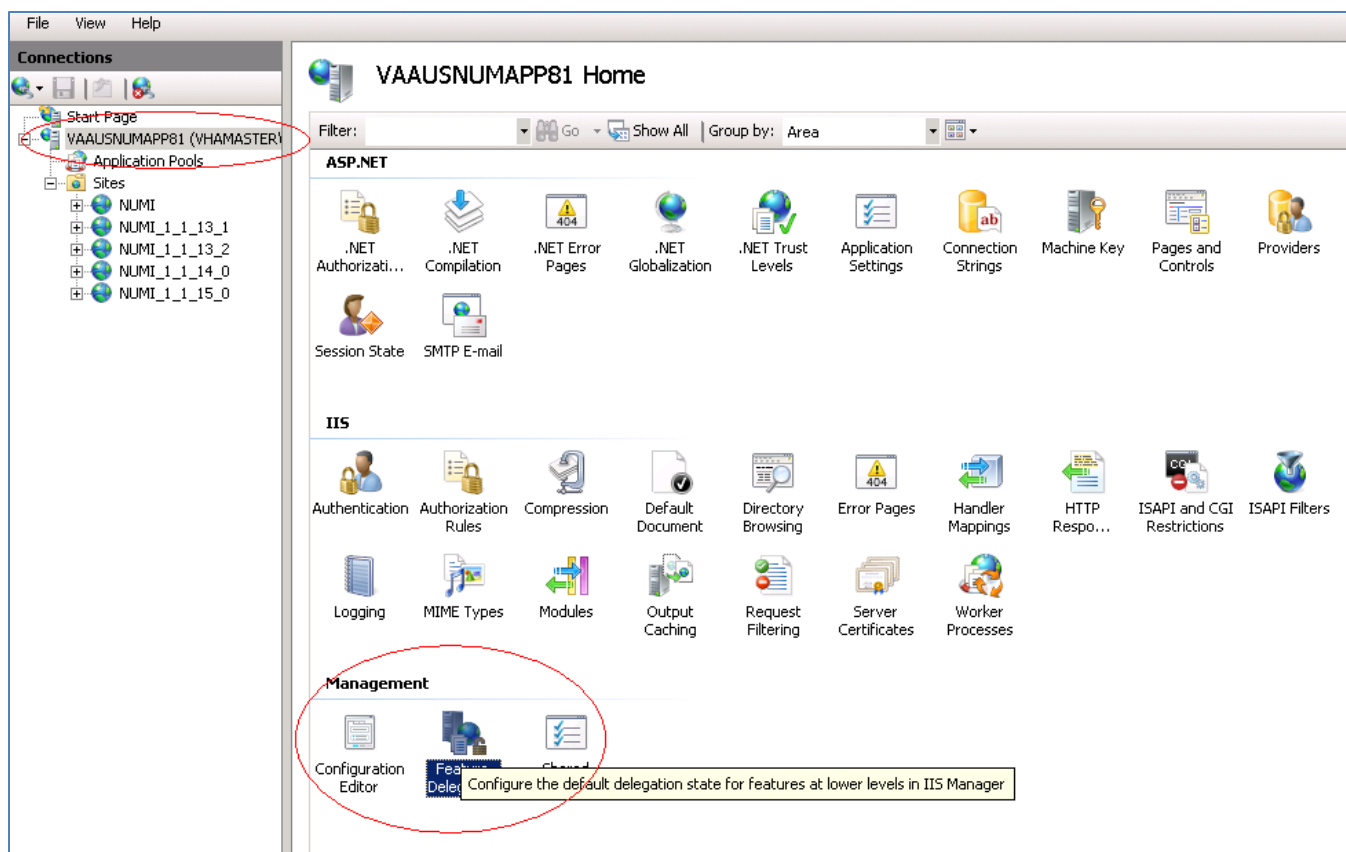 File View Help
Connections
VAAUSNUMAPP81 Home
Start Page
VAAUSNUMAPP81 (VHAMASTER\
Application Pools
Sites
NUMI
NUMI_1_1_13_1
NUMI_1_1_13_2
NUMI_1_1_14_0
NUMI_1_1_15_0
Filter: Go Show All Group by: Area
ASP.NET
.NET Authorizati...
.NET Compilation
404
.NET Error Pages
.NET Globalization
.NET Trust Levels
Application Settings
ab
Connection Strings
Machine Key
Pages and Controls
Providers
Session State
SMTP E-mail
IIS
Authentication
Authorization Rules
Compression
Default Document
Directory Browsing
404
Error Pages
Handler Mappings
HTTP Respo...
ISAPI and CGI Restrictions
ISAPI Filters
Logging
MIME Types
Modules
Output Caching
Request Filtering
Server Certificates
Worker Processes
Management
Configuration Editor
Configure the default delegation state for features at lower levels in IIS Manager